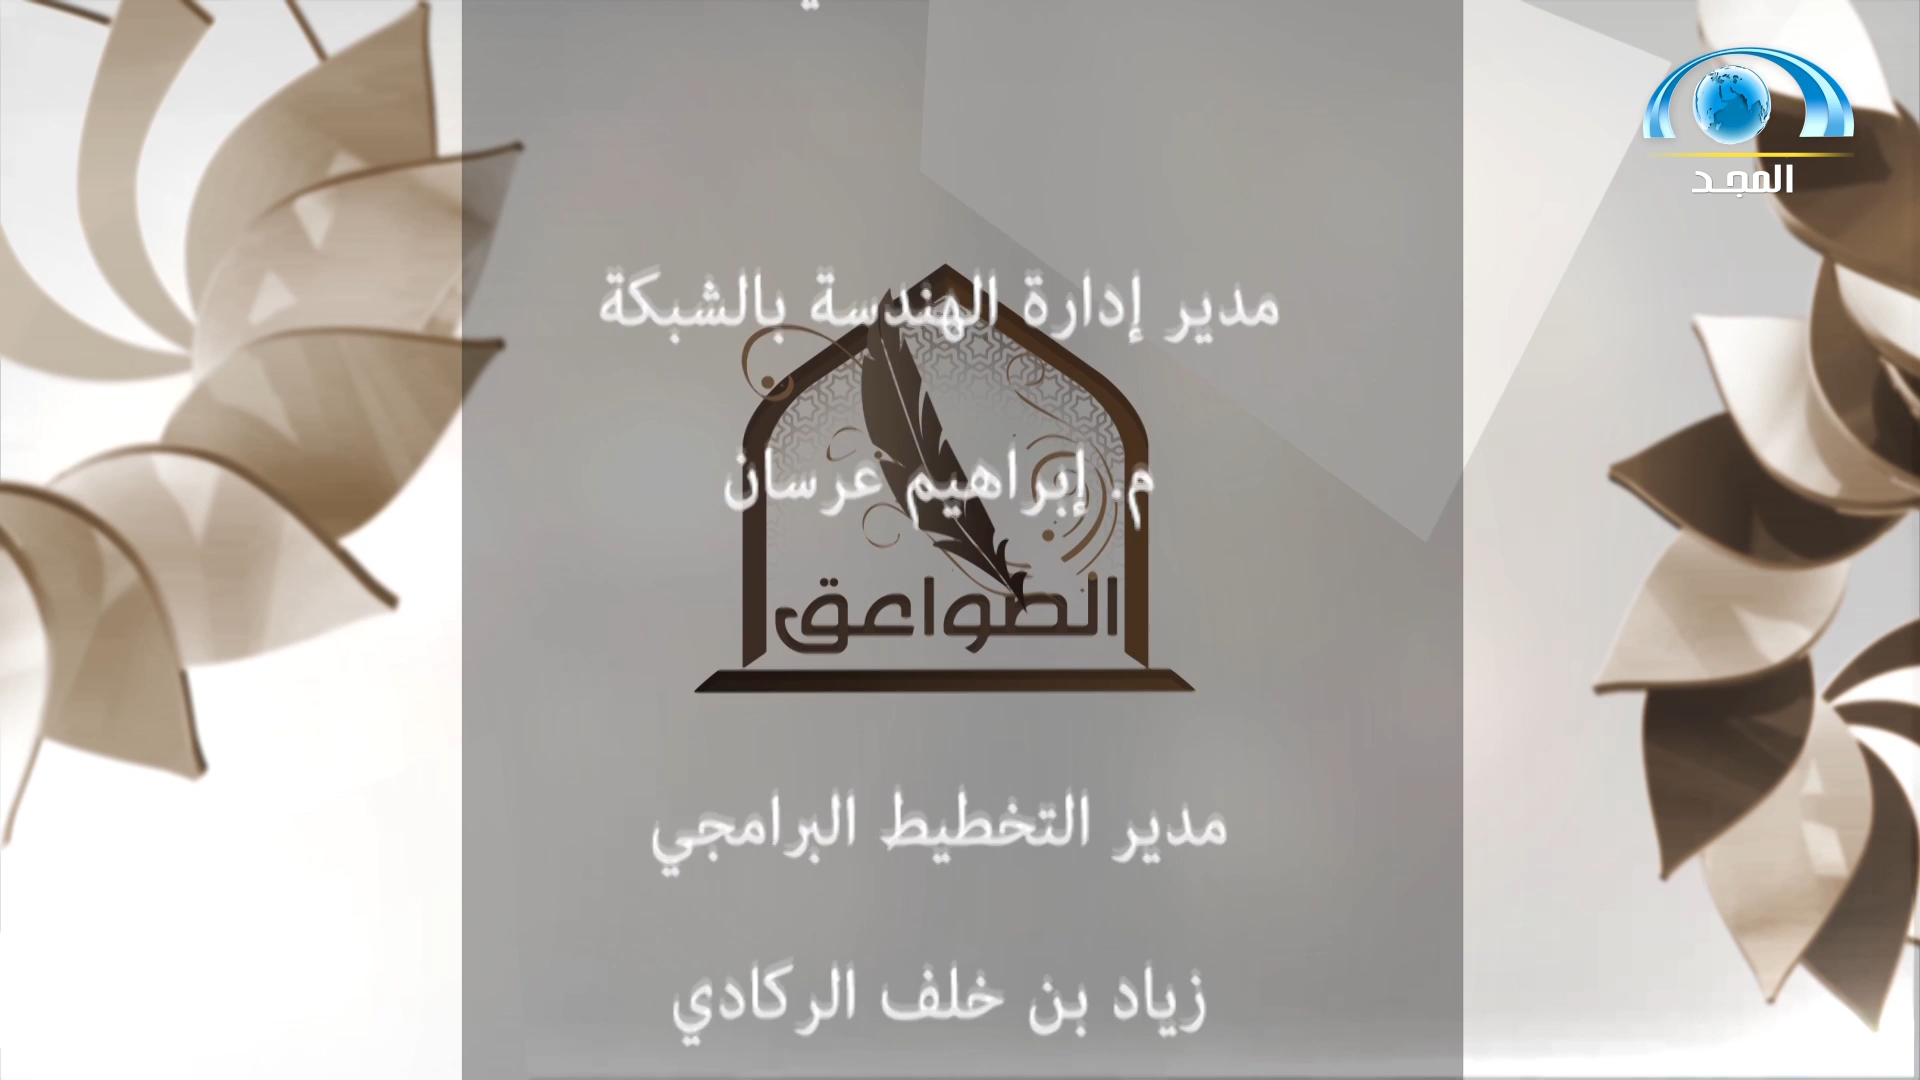 المجد
مدير إدارة الهندسة بالشبكة
م. إبراهيم عرسان
الصواعق
مدير التخطيط البرامجي
زياد بن خلف الركادي